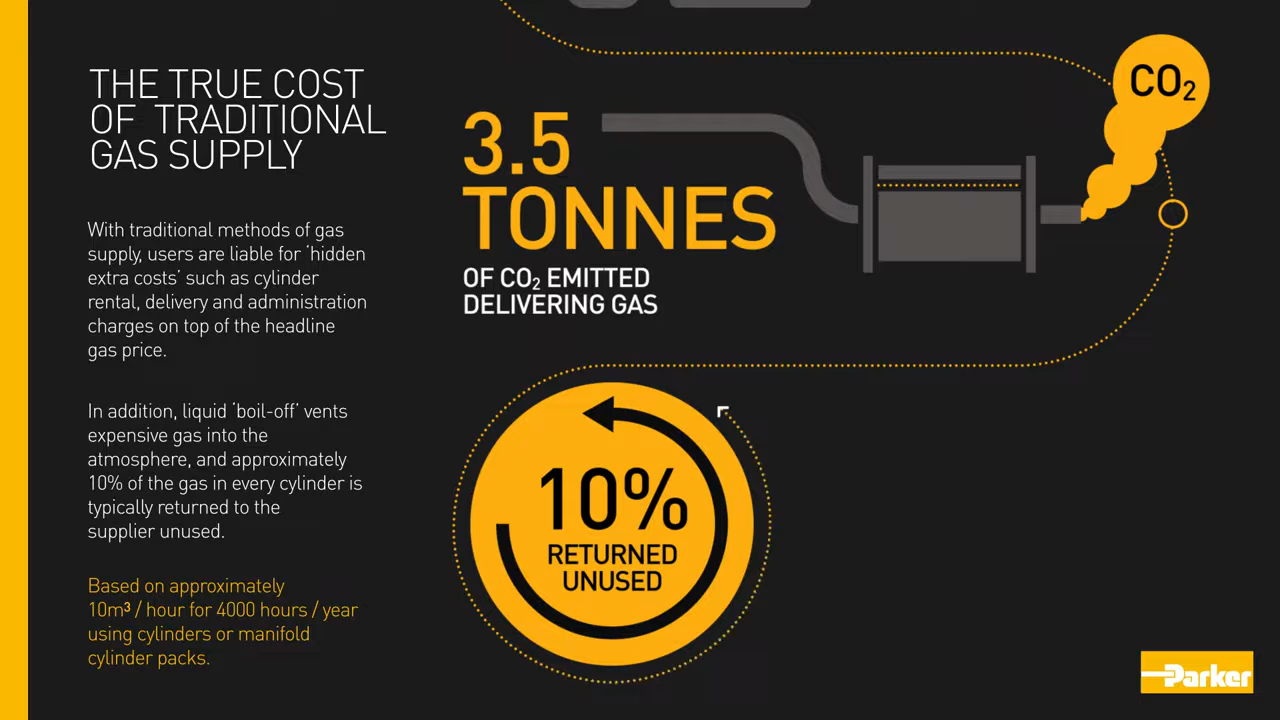 THE TRUE COST
OF TRADITIONAL
GAS SUPPLY
With traditional methods of gas
supply, users are liable for ‘hidden
extra costs’ such as cylinder
rental, delivery and administration
charges on top of the headline
gas price.
In addition, liquid ‘boil-off’ vents
expensive gas into the
atmosphere, and approximately
10% of the gas in every cylinder is
typically returned to the
supplier unused.
Based on approximately
10m³ / hour for 4000 hours / year
using cylinders or manifold
cylinder packs.
3.5
TONNES
OF CO₂ EMITTED
DELIVERING GAS
CO₂
10%
RETURNED
UNUSED
Parker